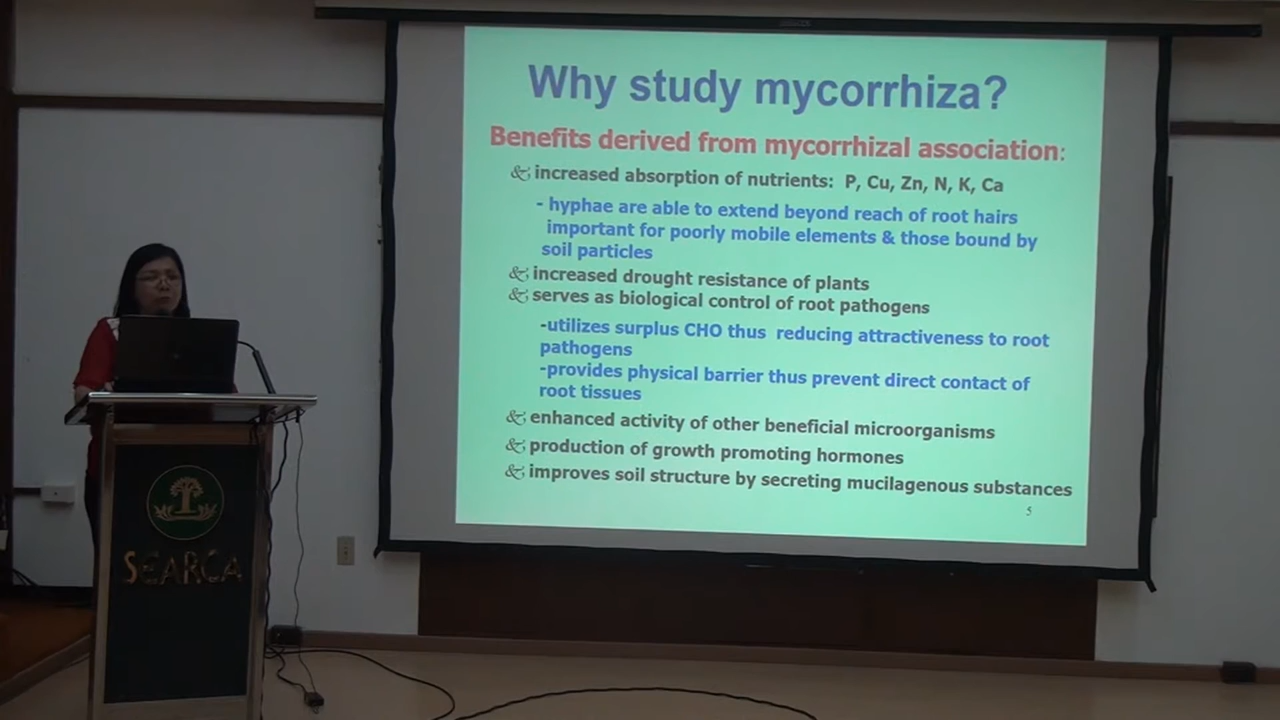 Why study mycorrhiza?
Benefits derived from mycorrhizal association:
increased absorption of nutrients: P, Cu, Zn, N, K, Ca
- hyphae are able to extend beyond reach of root hairs
important for poorly mobile elements & those bound by
soil particles
increased drought resistance of plants
serves as biological control of root pathogens
-utilizes surplus CHO thus reducing attractiveness to root
pathogens
-provides physical barrier thus prevent direct contact of
root tissues
enhanced activity of other beneficial microorganisms
production of growth promoting hormones
improves soil structure by secreting mucilagenous substances
5
SEARCA